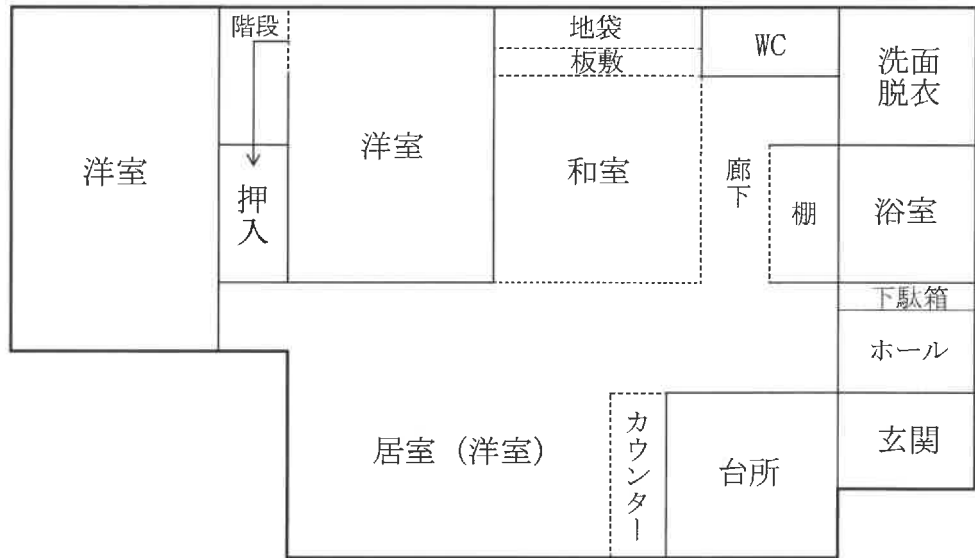 階段
地袋
WC
洗面
脱衣
板敷
洋室
洋室
和室
廊下
棚
浴室
押入
下駄箱
ホール
カウンター
居室（洋室）
台所
玄関